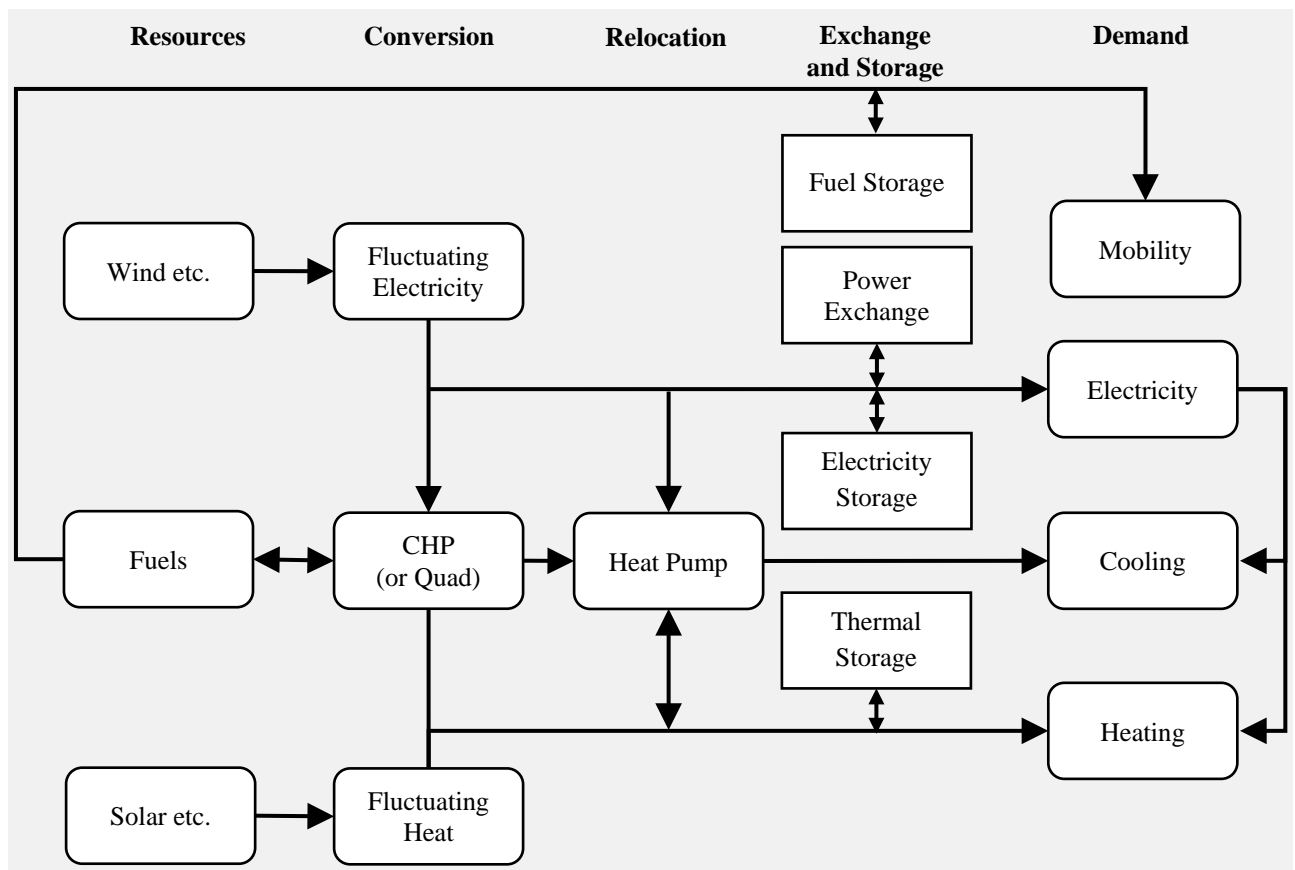 Resources
Conversion
Relocation
Exchange
and Storage
Demand
Fuel Storage
Mobility
Wind etc.
Fluctuating
Electricity
Power
Exchange
Electricity
Electricity
Storage
Fuels
CHP
(or Quad)
Heat Pump
Cooling
Thermal
Storage
Heating
Solar etc.
Fluctuating
Heat